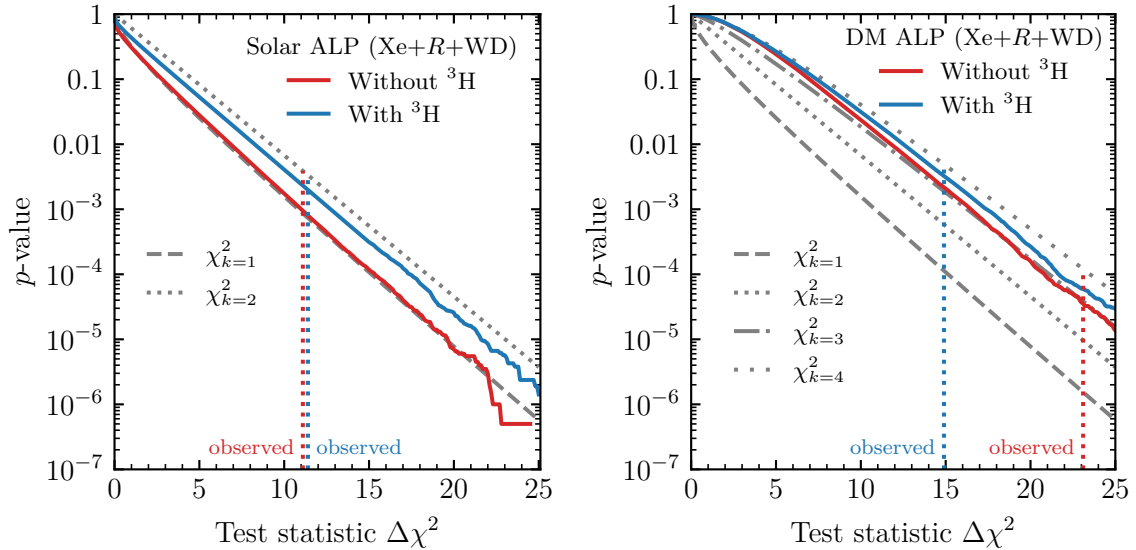 Solar ALP (Xe+R+WD)
Without ³H
With ³H
χ²ₖ₌₁
χ²ₖ₌₂
observed
observed
p-value
1
0.1
0.01
10⁻³
10⁻⁴
10⁻⁵
10⁻⁶
10⁻⁷
0 5 10 15 20 25
Test statistic Δχ²
DM ALP (Xe+R+WD)
Without ³H
With ³H
χ²ₖ₌₁
χ²ₖ₌₂
χ²ₖ₌₃
χ²ₖ₌₄
observed
observed
p-value
1
0.1
0.01
10⁻³
10⁻⁴
10⁻⁵
10⁻⁶
10⁻⁷
0 5 10 15 20 25
Test statistic Δχ²